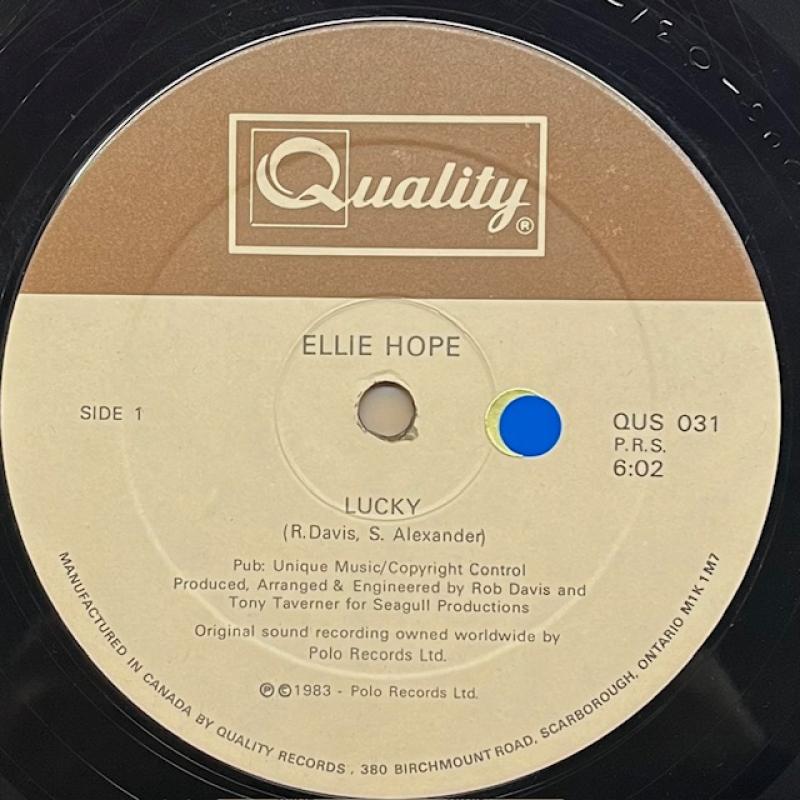 Quality®
ELLIE HOPE
SIDE 1
QUS 031
P.R.S.
6:02
LUCKY
(R.Davis, S. Alexander)
Pub: Unique Music/Copyright Control
Produced, Arranged & Engineered by Rob Davis and
Tony Taverner for Seagull Productions
Original sound recording owned worldwide by
Polo Records Ltd.
℗©1983 - Polo Records Ltd.
MANUFACTURED IN CANADA BY QUALITY RECORDS , 380 BIRCHMOUNT ROAD, SCARBOROUGH, ONTARIO M1K 1M7